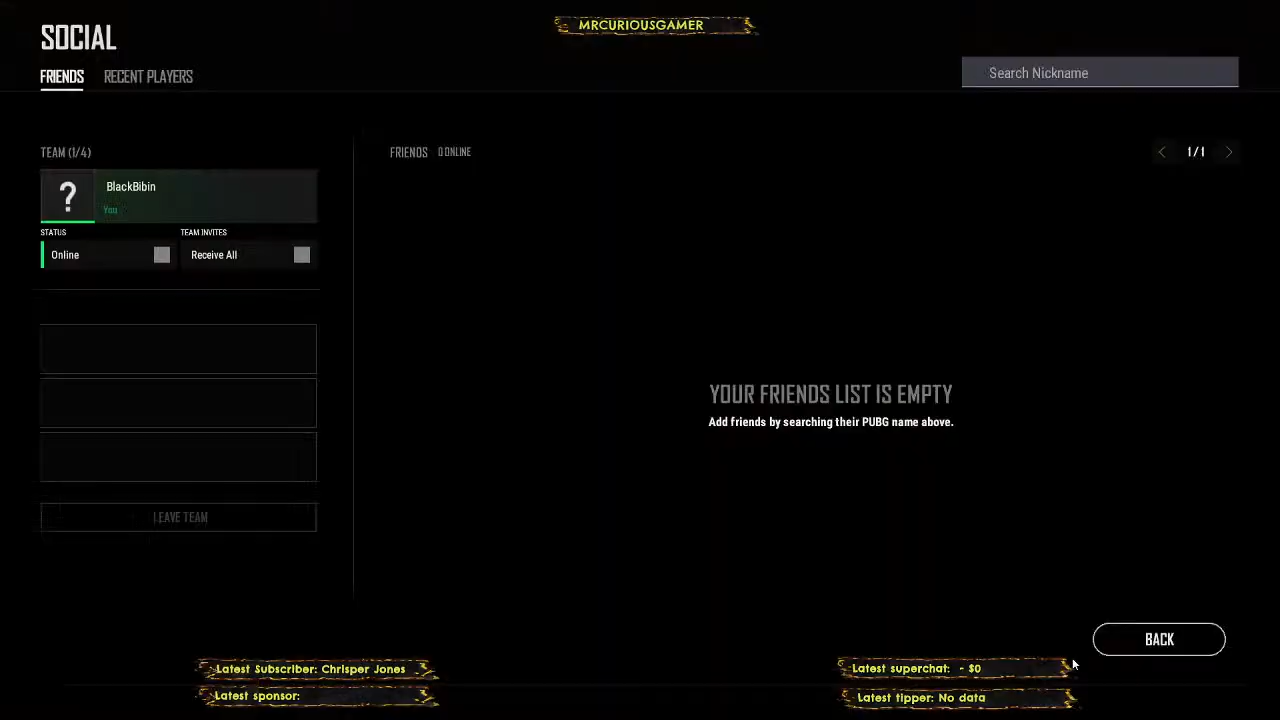 MRCURIOUSGAMER
SOCIAL
FRIENDS RECENT PLAYERS
Search Nickname
TEAM (1/4)
FRIENDS 0 ONLINE
1/1
?
BlackBibin
You
STATUS TEAM INVITES
Online Receive All
YOUR FRIENDS LIST IS EMPTY
Add friends by searching their PUBG name above.
LEAVE TEAM
BACK
Latest Subscriber: Chrisper Jones
Latest superchat: - $0
Latest sponsor:
Latest tipper: No data